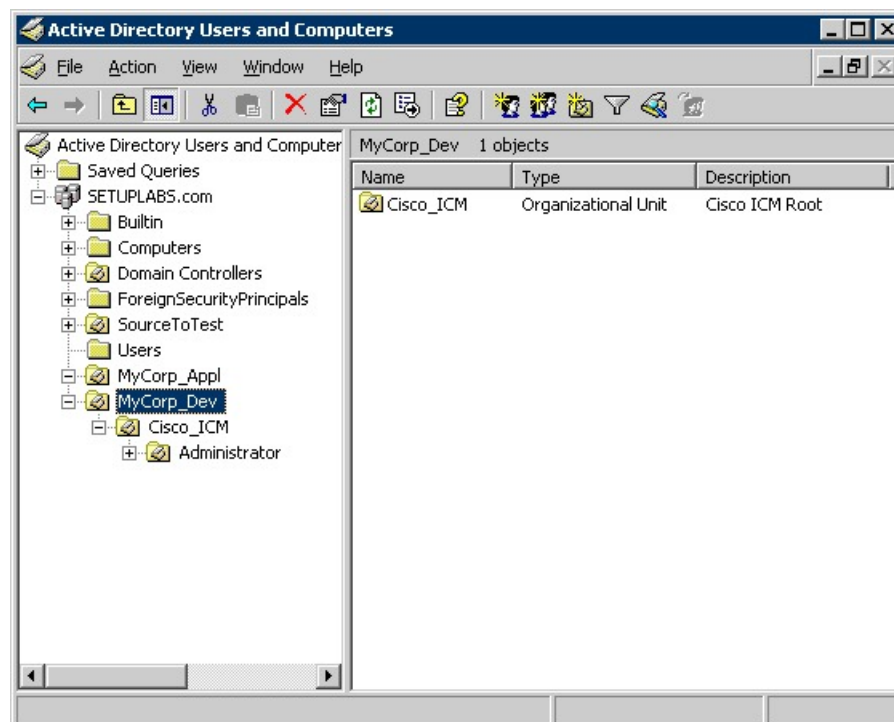 Active Directory Users and Computers
File Action View Window Help
Active Directory Users and Computer
Saved Queries
SETUPLABS.com
Builtin
Computers
Domain Controllers
ForeignSecurityPrincipals
SourceToTest
Users
MyCorp_Appl
MyCorp_Dev
Cisco_ICM
Administrator
MyCorp_Dev 1 objects
Name Type Description
Cisco_ICM Organizational Unit Cisco ICM Root